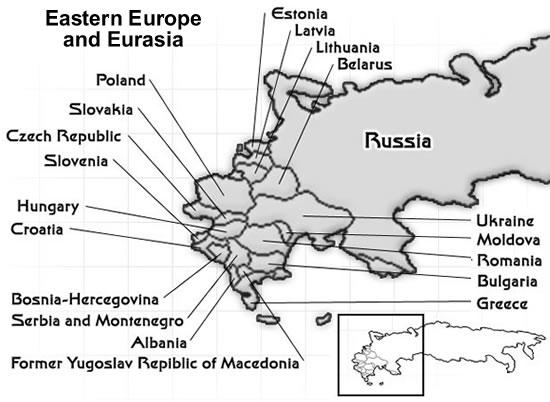 Eastern Europe
and Eurasia
Estonia
Latvia
Lithuania
Belarus
Poland
Slovakia
Czech Republic
Slovenia
Hungary
Croatia
Russia
Ukraine
Moldova
Romania
Bulgaria
Greece
Bosnia-Hercegovina
Serbia and Montenegro
Albania
Former Yugoslav Repiblic of Macedonia